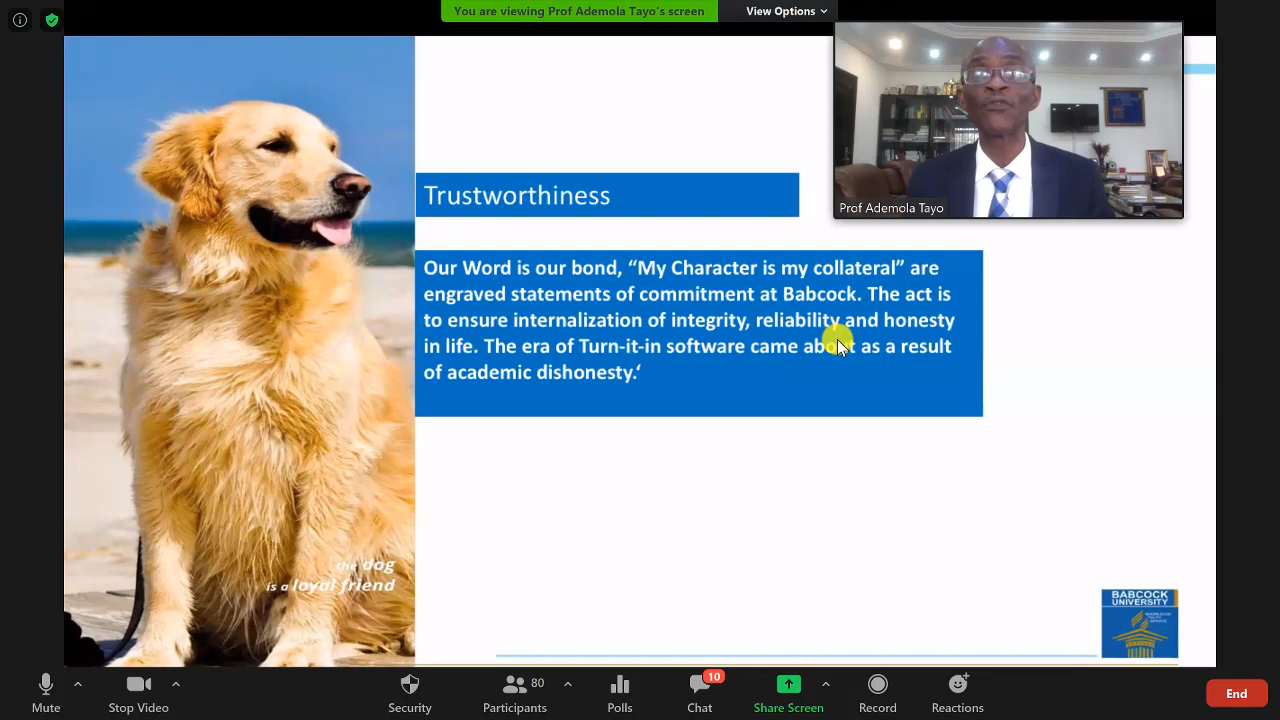 You are viewing Prof Ademola Tayo's screen
View Options
Prof Ademola Tayo
Trustworthiness
Our Word is our bond, “My Character is my collateral” are
engraved statements of commitment at Babcock. The act is
to ensure internalization of integrity, reliability and honesty
in life. The era of Turn-it-in software came about as a result
of academic dishonesty.‘
the dog
is a loyal friend
BABCOCK
UNIVERSITY
Mute
Stop Video
Security
80
Participants
Polls
10
Chat
Share Screen
Record
Reactions
End